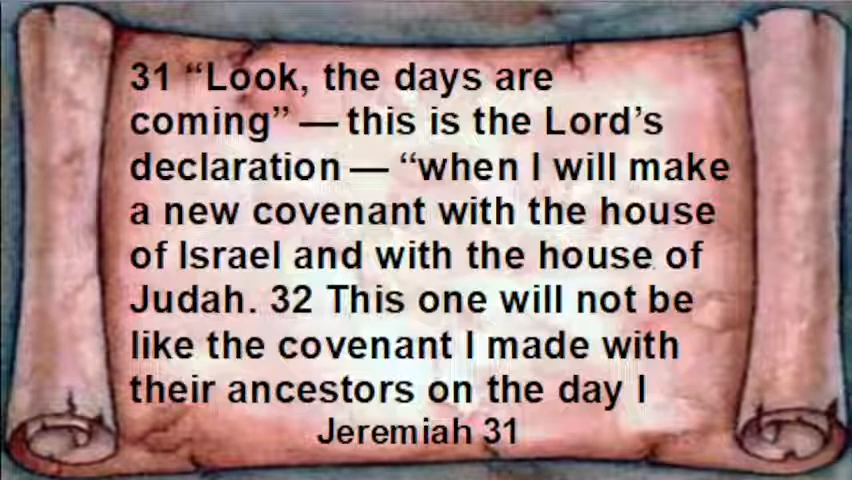 31 “Look, the days are
coming” — this is the Lord’s
declaration — “when I will make
a new covenant with the house
of Israel and with the house of
Judah. 32 This one will not be
like the covenant I made with
their ancestors on the day I
Jeremiah 31